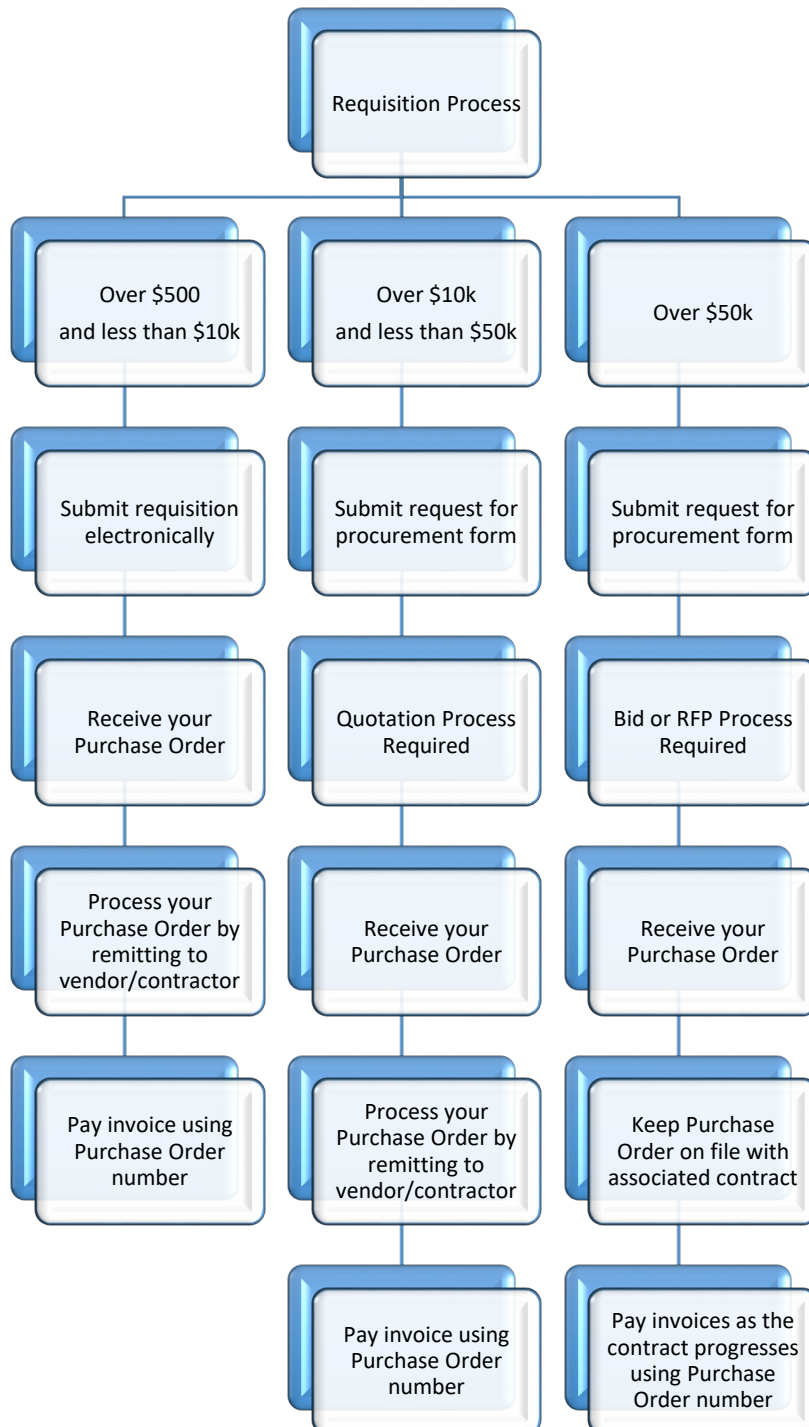 Requisition Process
Over $500
and less than $10k
Over $10k
and less than $50k
Over $50k
Submit requisition
electronically
Submit request for
procurement form
Submit request for
procurement form
Receive your
Purchase Order
Quotation Process
Required
Bid or RFP Process
Required
Process your
Purchase Order by
remitting to
vendor/contractor
Receive your
Purchase Order
Receive your
Purchase Order
Pay invoice using
Purchase Order
number
Process your
Purchase Order by
remitting to
vendor/contractor
Keep Purchase
Order on file with
associated contract
Pay invoice using
Purchase Order
number
Pay invoices as the
contract progresses
using Purchase
Order number